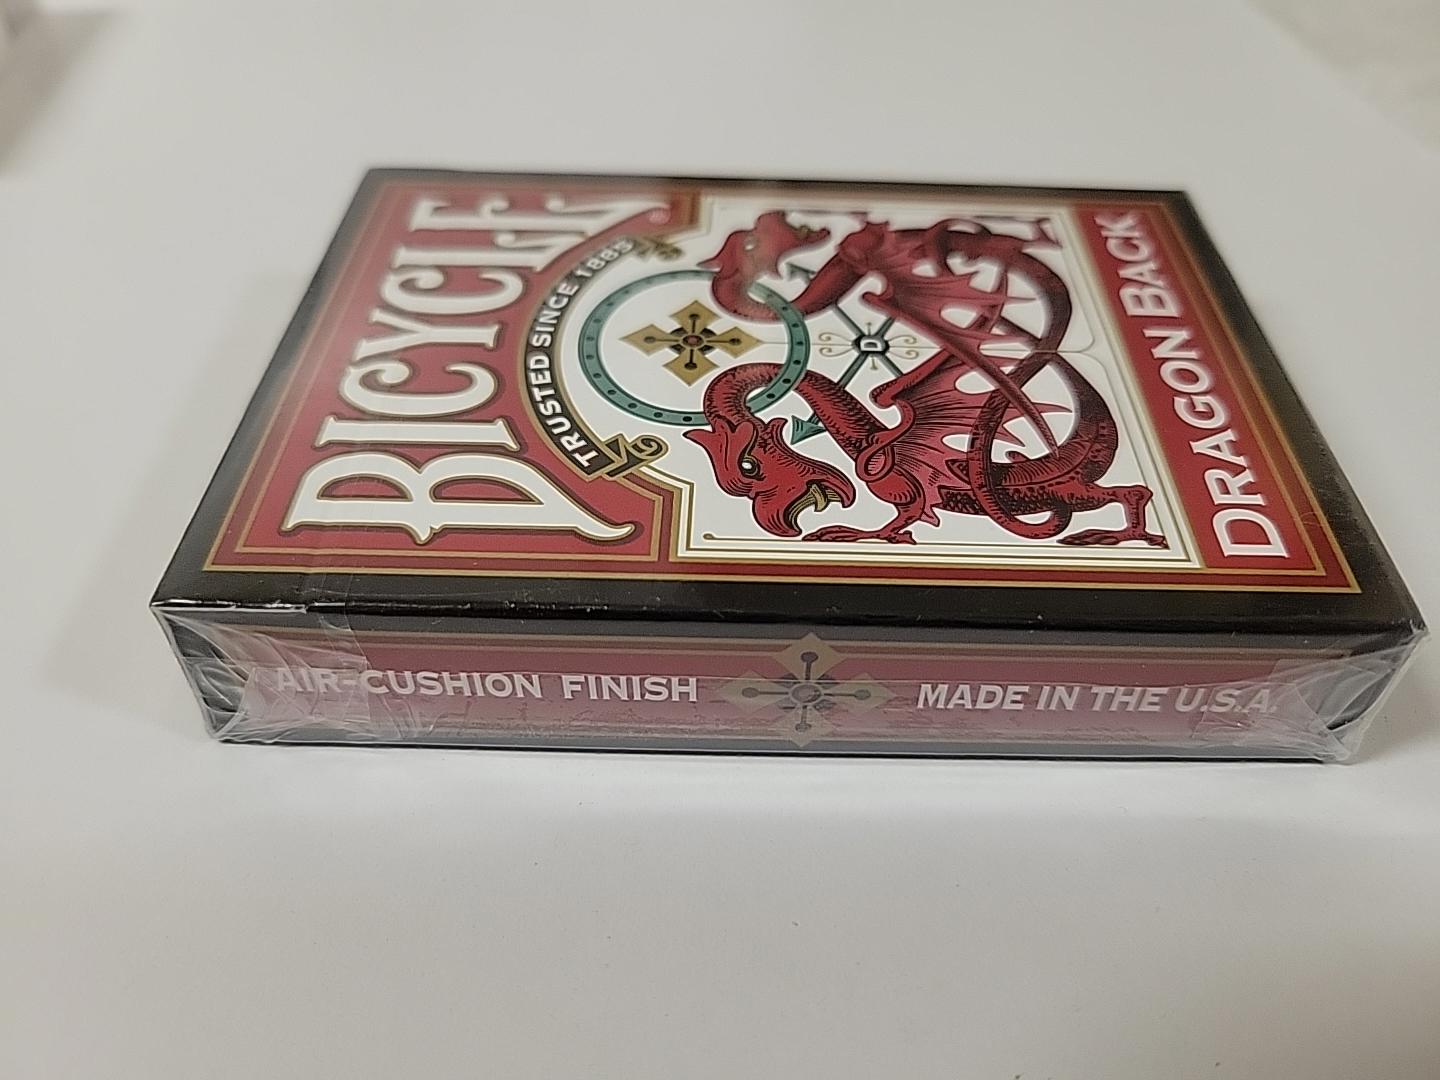 BICYCLE
TRUSTED SINCE 1885
D
DRAGON BACK
AIR-CUSHION FINISH
MADE IN THE U.S.A.